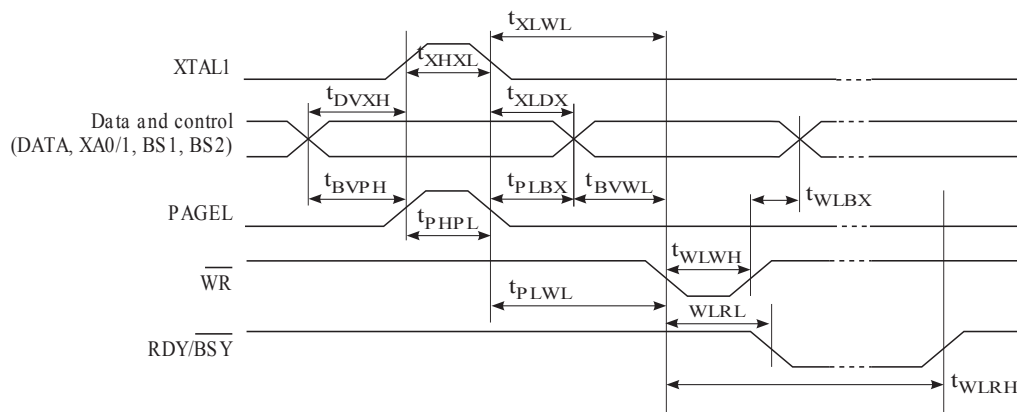 tXLWL
XTAL1
tXHXL
tDVXH
tXLDX
Data and control
(DATA, XA0/1, BS1, BS2)
tBVPH
tPLBX
tBVWL
tWLBX
PAGEL
tPHPL
tWLWH
WR
tPLWL
WLRL
RDY/BSY
tWLRH